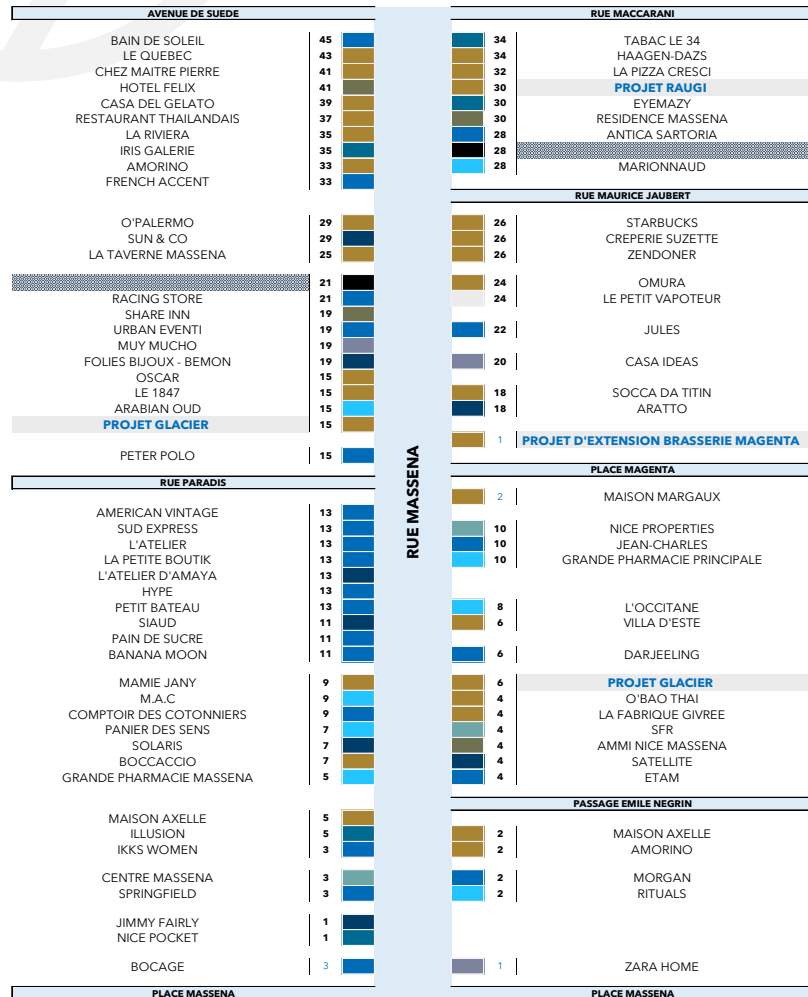 AVENUE DE SUEDE
BAIN DE SOLEIL 45
LE QUEBEC 43
CHEZ MAITRE PIERRE 41
HOTEL FELIX 41
CASA DEL GELATO 39
RESTAURANT THAILANDAIS 37
LA RIVIERA 35
IRIS GALERIE 35
AMORINO 33
FRENCH ACCENT 33
O'PALERMO 29
SUN & CO 29
LA TAVERNE MASSENA 25
21
RACING STORE 21
SHARE INN 19
URBAN EVENTI 19
MUY MUCHO 19
FOLIES BIJOUX - BEMON 19
OSCAR 15
LE 1847 15
ARABIAN OUD 15
PROJET GLACIER 15
PETER POLO 15
RUE PARADIS
AMERICAN VINTAGE 13
SUD EXPRESS 13
L'ATELIER 13
LA PETITE BOUTIK 13
L'ATELIER D'AMAYA 13
HYPE 13
PETIT BATEAU 13
SIAUD 11
PAIN DE SUCRE 11
BANANA MOON 11
MAMIE JANY 9
M.A.C 9
COMPTOIR DES COTONNIERS 9
PANIER DES SENS 7
SOLARIS 7
BOCCACCIO 7
GRANDE PHARMACIE MASSENA 5
MAISON AXELLE 5
ILLUSION 5
IKKS WOMEN 3
CENTRE MASSENA 3
SPRINGFIELD 3
JIMMY FAIRLY 1
NICE POCKET 1
BOCAGE 3
PLACE MASSENA
RUE MASSENA
RUE MACCARANI
34 TABAC LE 34
34 HAAGEN-DAZS
32 LA PIZZA CRESCI
30 PROJET RAUGI
30 EYEMAZY
30 RESIDENCE MASSENA
28 ANTICA SARTORIA
28
28 MARIONNAUD
RUE MAURICE JAUBERT
26 STARBUCKS
26 CREPERIE SUZETTE
26 ZENDONER
24 OMURA
24 LE PETIT VAPOTEUR
22 JULES
20 CASA IDEAS
18 SOCCA DA TITIN
18 ARATTO
1 PROJET D'EXTENSION BRASSERIE MAGENTA
PLACE MAGENTA
2 MAISON MARGAUX
10 NICE PROPERTIES
10 JEAN-CHARLES
10 GRANDE PHARMACIE PRINCIPALE
8 L'OCCITANE
6 VILLA D'ESTE
6 DARJEELING
6 PROJET GLACIER
4 O'BAO THAI
4 LA FABRIQUE GIVREE
4 SFR
4 AMMI NICE MASSENA
4 SATELLITE
4 ETAM
PASSAGE EMILE NEGRIN
2 MAISON AXELLE
2 AMORINO
2 MORGAN
2 RITUALS
1 ZARA HOME
PLACE MASSENA